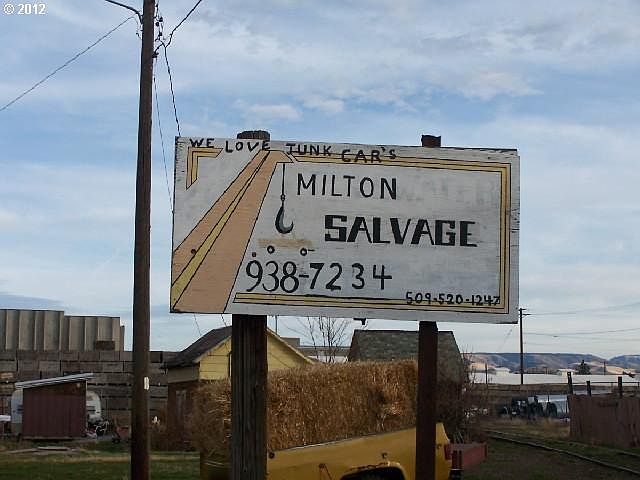 © 2012
WE LOVE JUNK CAR'S
MILTON
SALVAGE
938-7234
509-520-1247